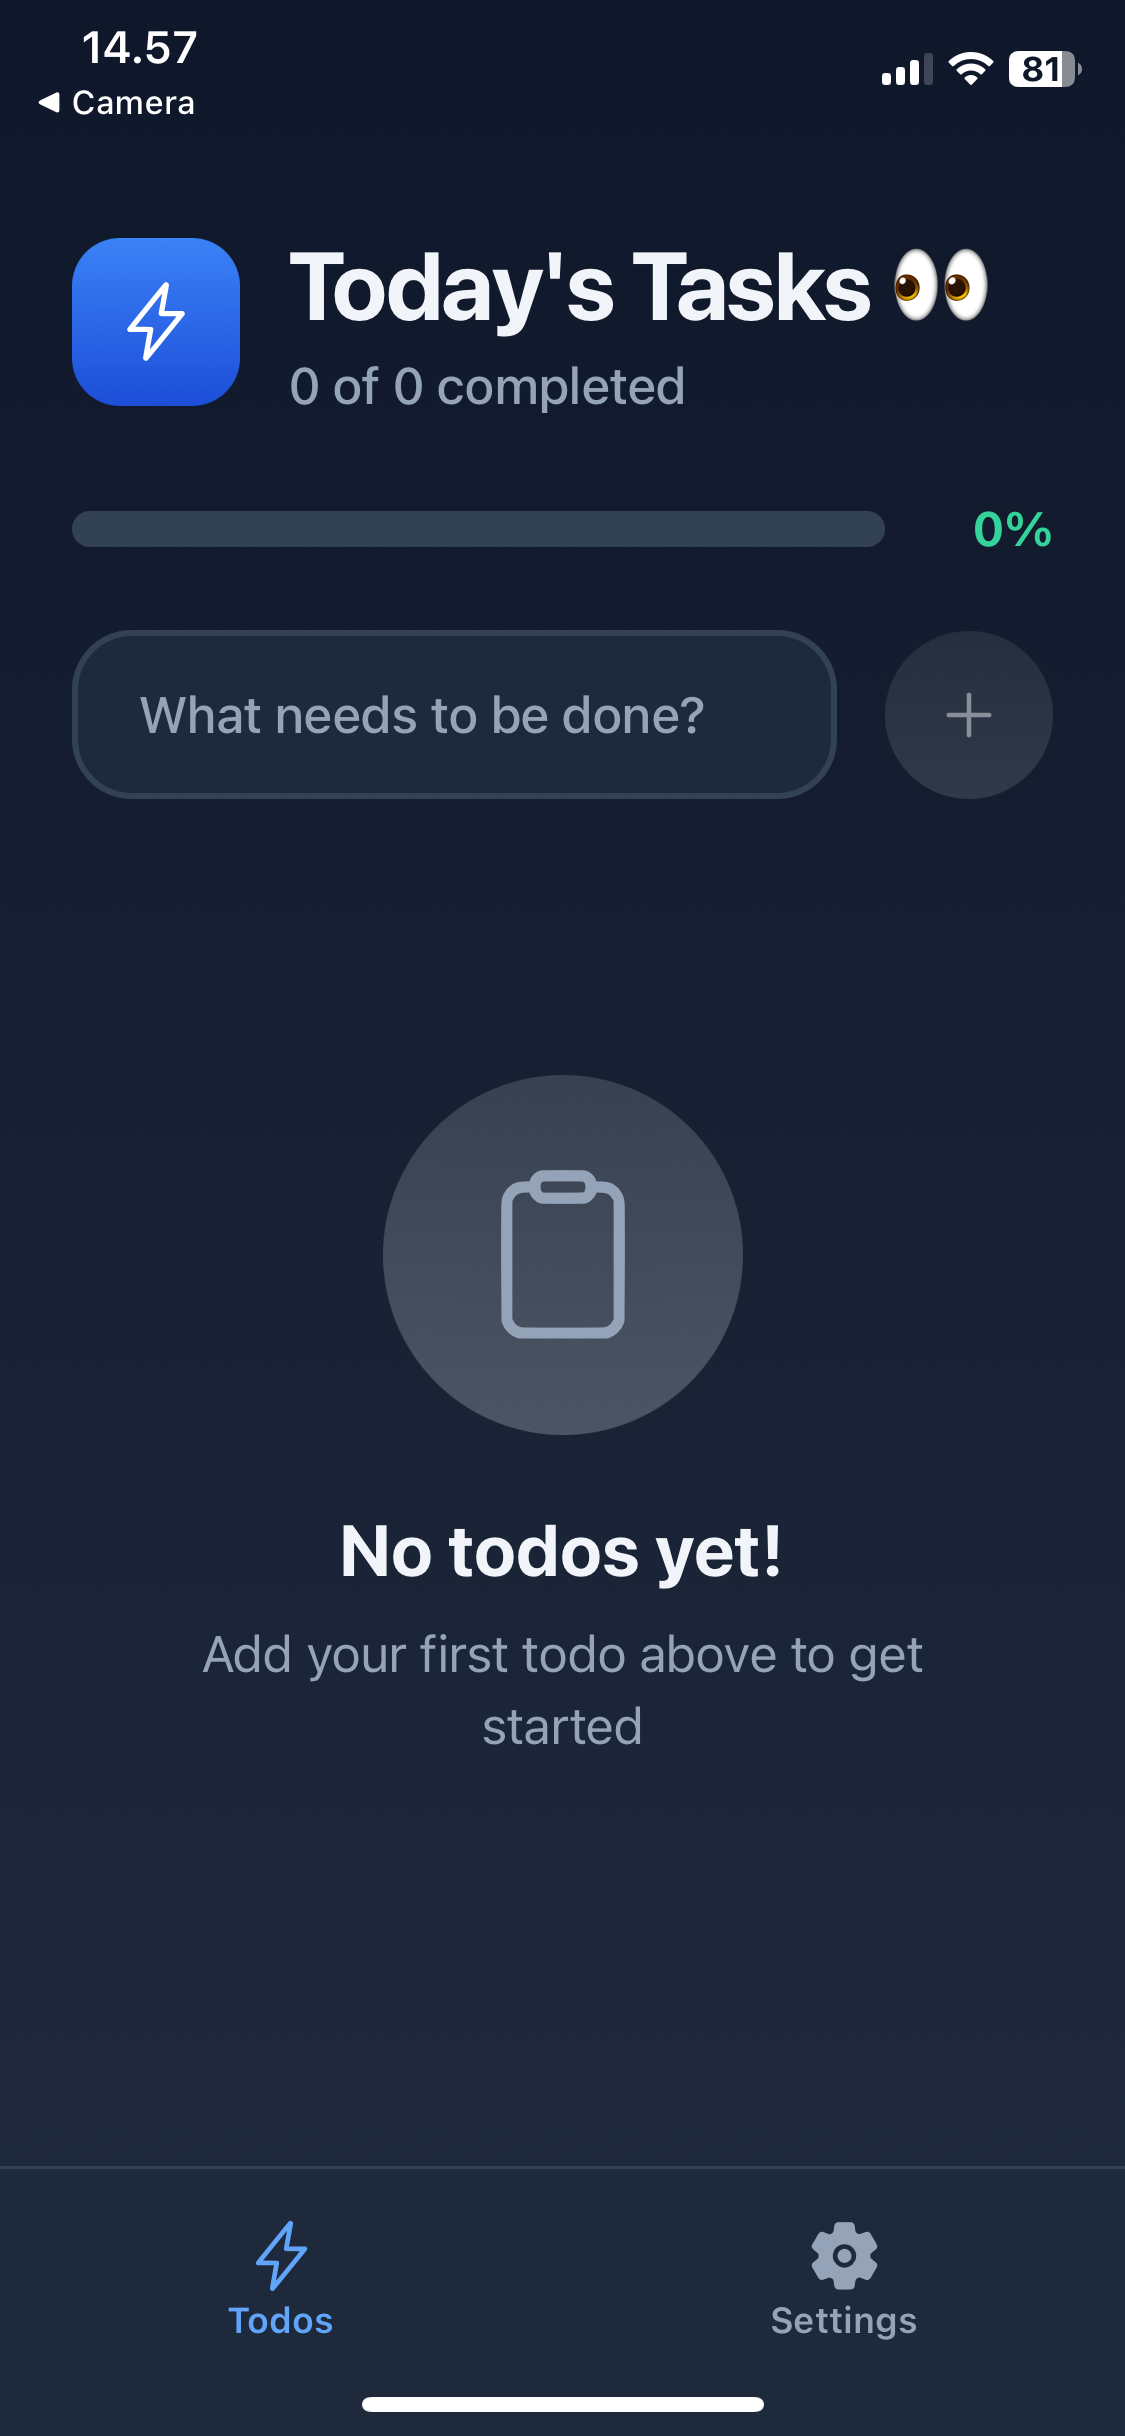 14.57
Camera
81
Today's Tasks 👀
0 of 0 completed
0%
What needs to be done?
No todos yet!
Add your first todo above to get
started
Todos
Settings